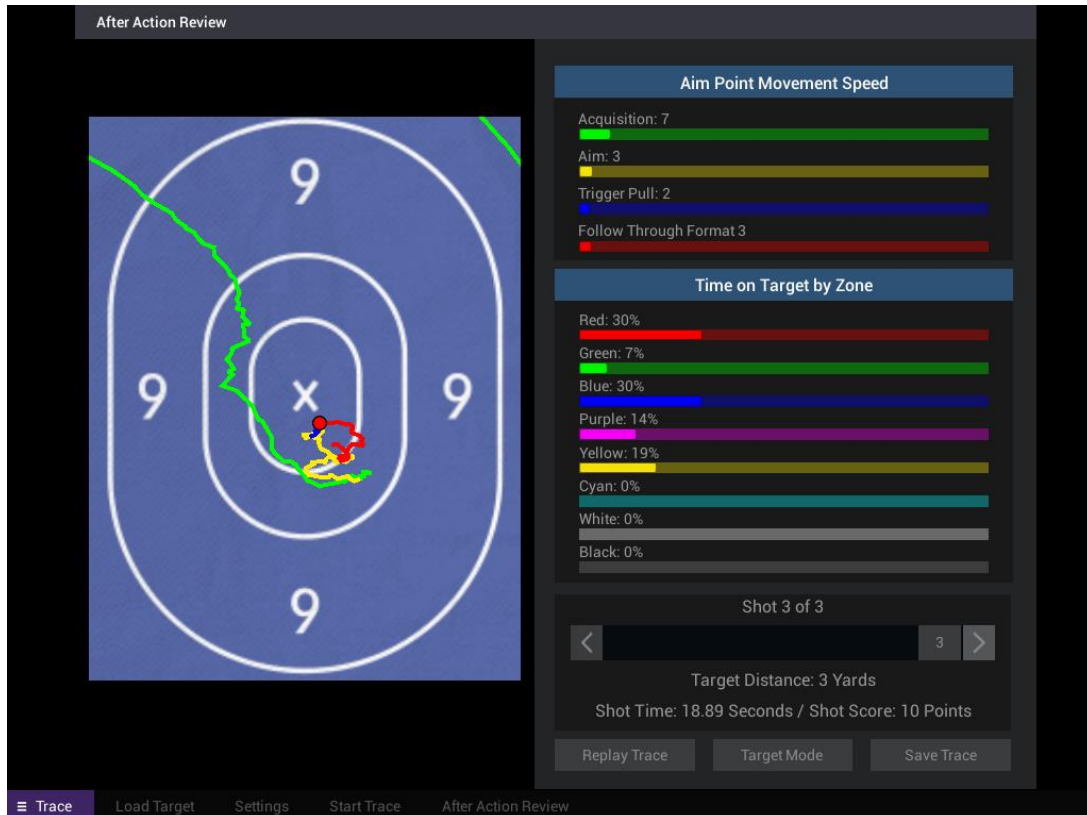 After Action Review
9
9
X
9
9
Aim Point Movement Speed
Acquisition: 7
Aim: 3
Trigger Pull: 2
Follow Through Format 3
Time on Target by Zone
Red: 30%
Green: 7%
Blue: 30%
Purple: 14%
Yellow: 19%
Cyan: 0%
White: 0%
Black: 0%
Shot 3 of 3
3
Target Distance: 3 Yards
Shot Time: 18.89 Seconds / Shot Score: 10 Points
Replay Trace
Target Mode
Save Trace
Trace
Load Target
Settings
Start Trace
After Action Review